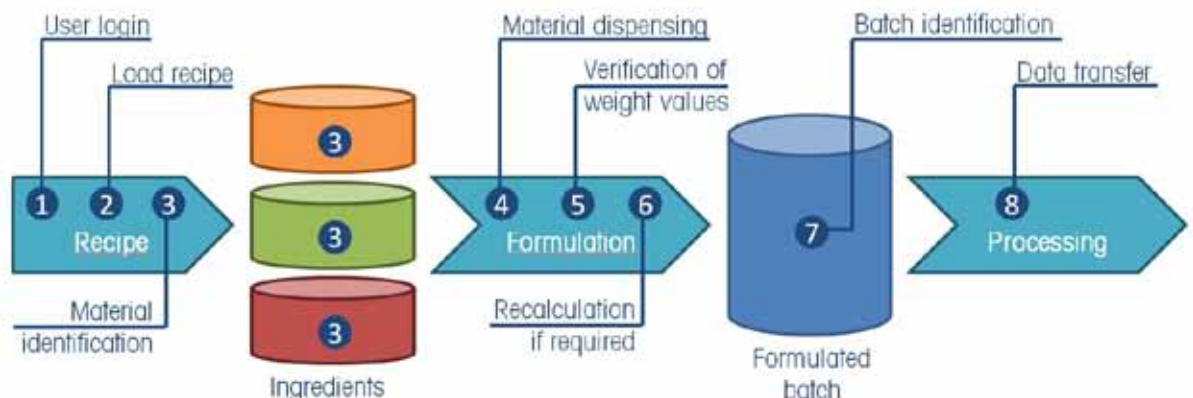 User login
Load recipe
1
2
3
Recipe
Material
identification
3
3
3
Ingredients
Material dispensing
Verification of
weight values
4
5
6
Formulation
Recalculation
if required
Batch identification
7
Formulated
batch
Data transfer
8
Processing